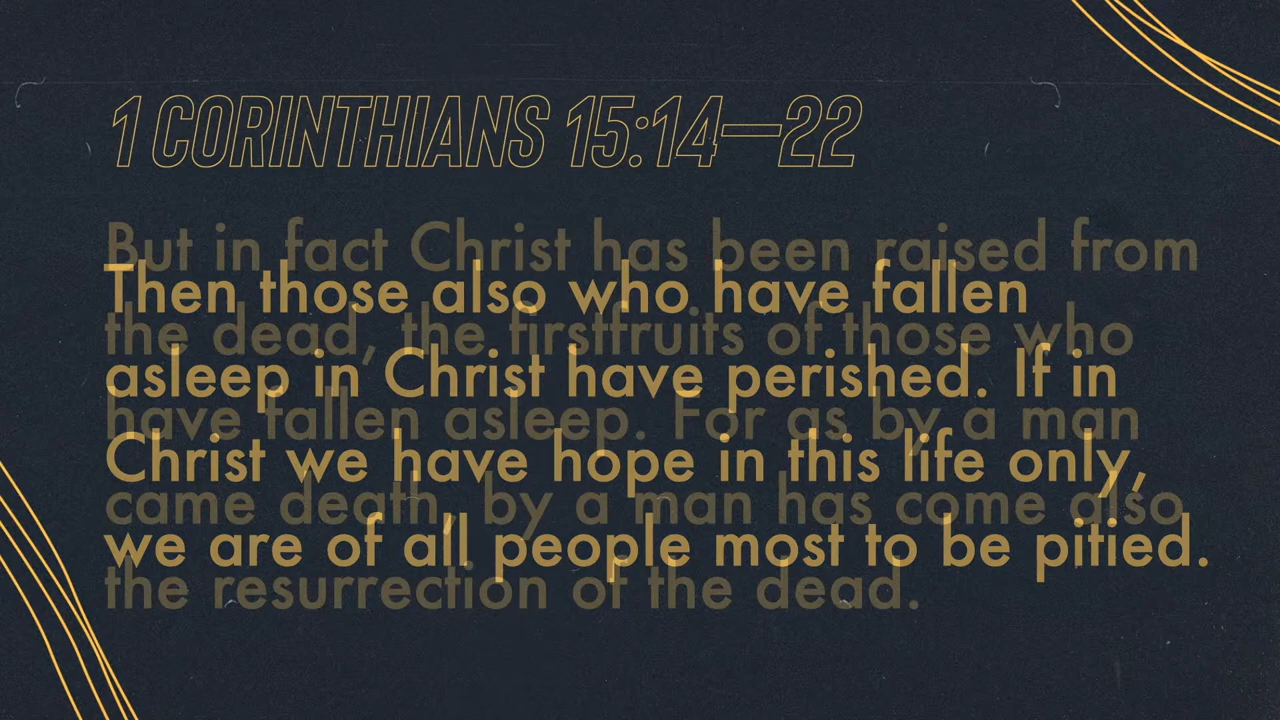 1 CORINTHIANS 15:14—22
But in fact Christ has been raised from
Then those also who have fallen
the dead, the firstfruits of those who
asleep in Christ have perished. If in
have fallen asleep. For as by a man
Christ we have hope in this life only,
came death, by a man has come also
we are of all people most to be pitied.
the resurrection of the dead.